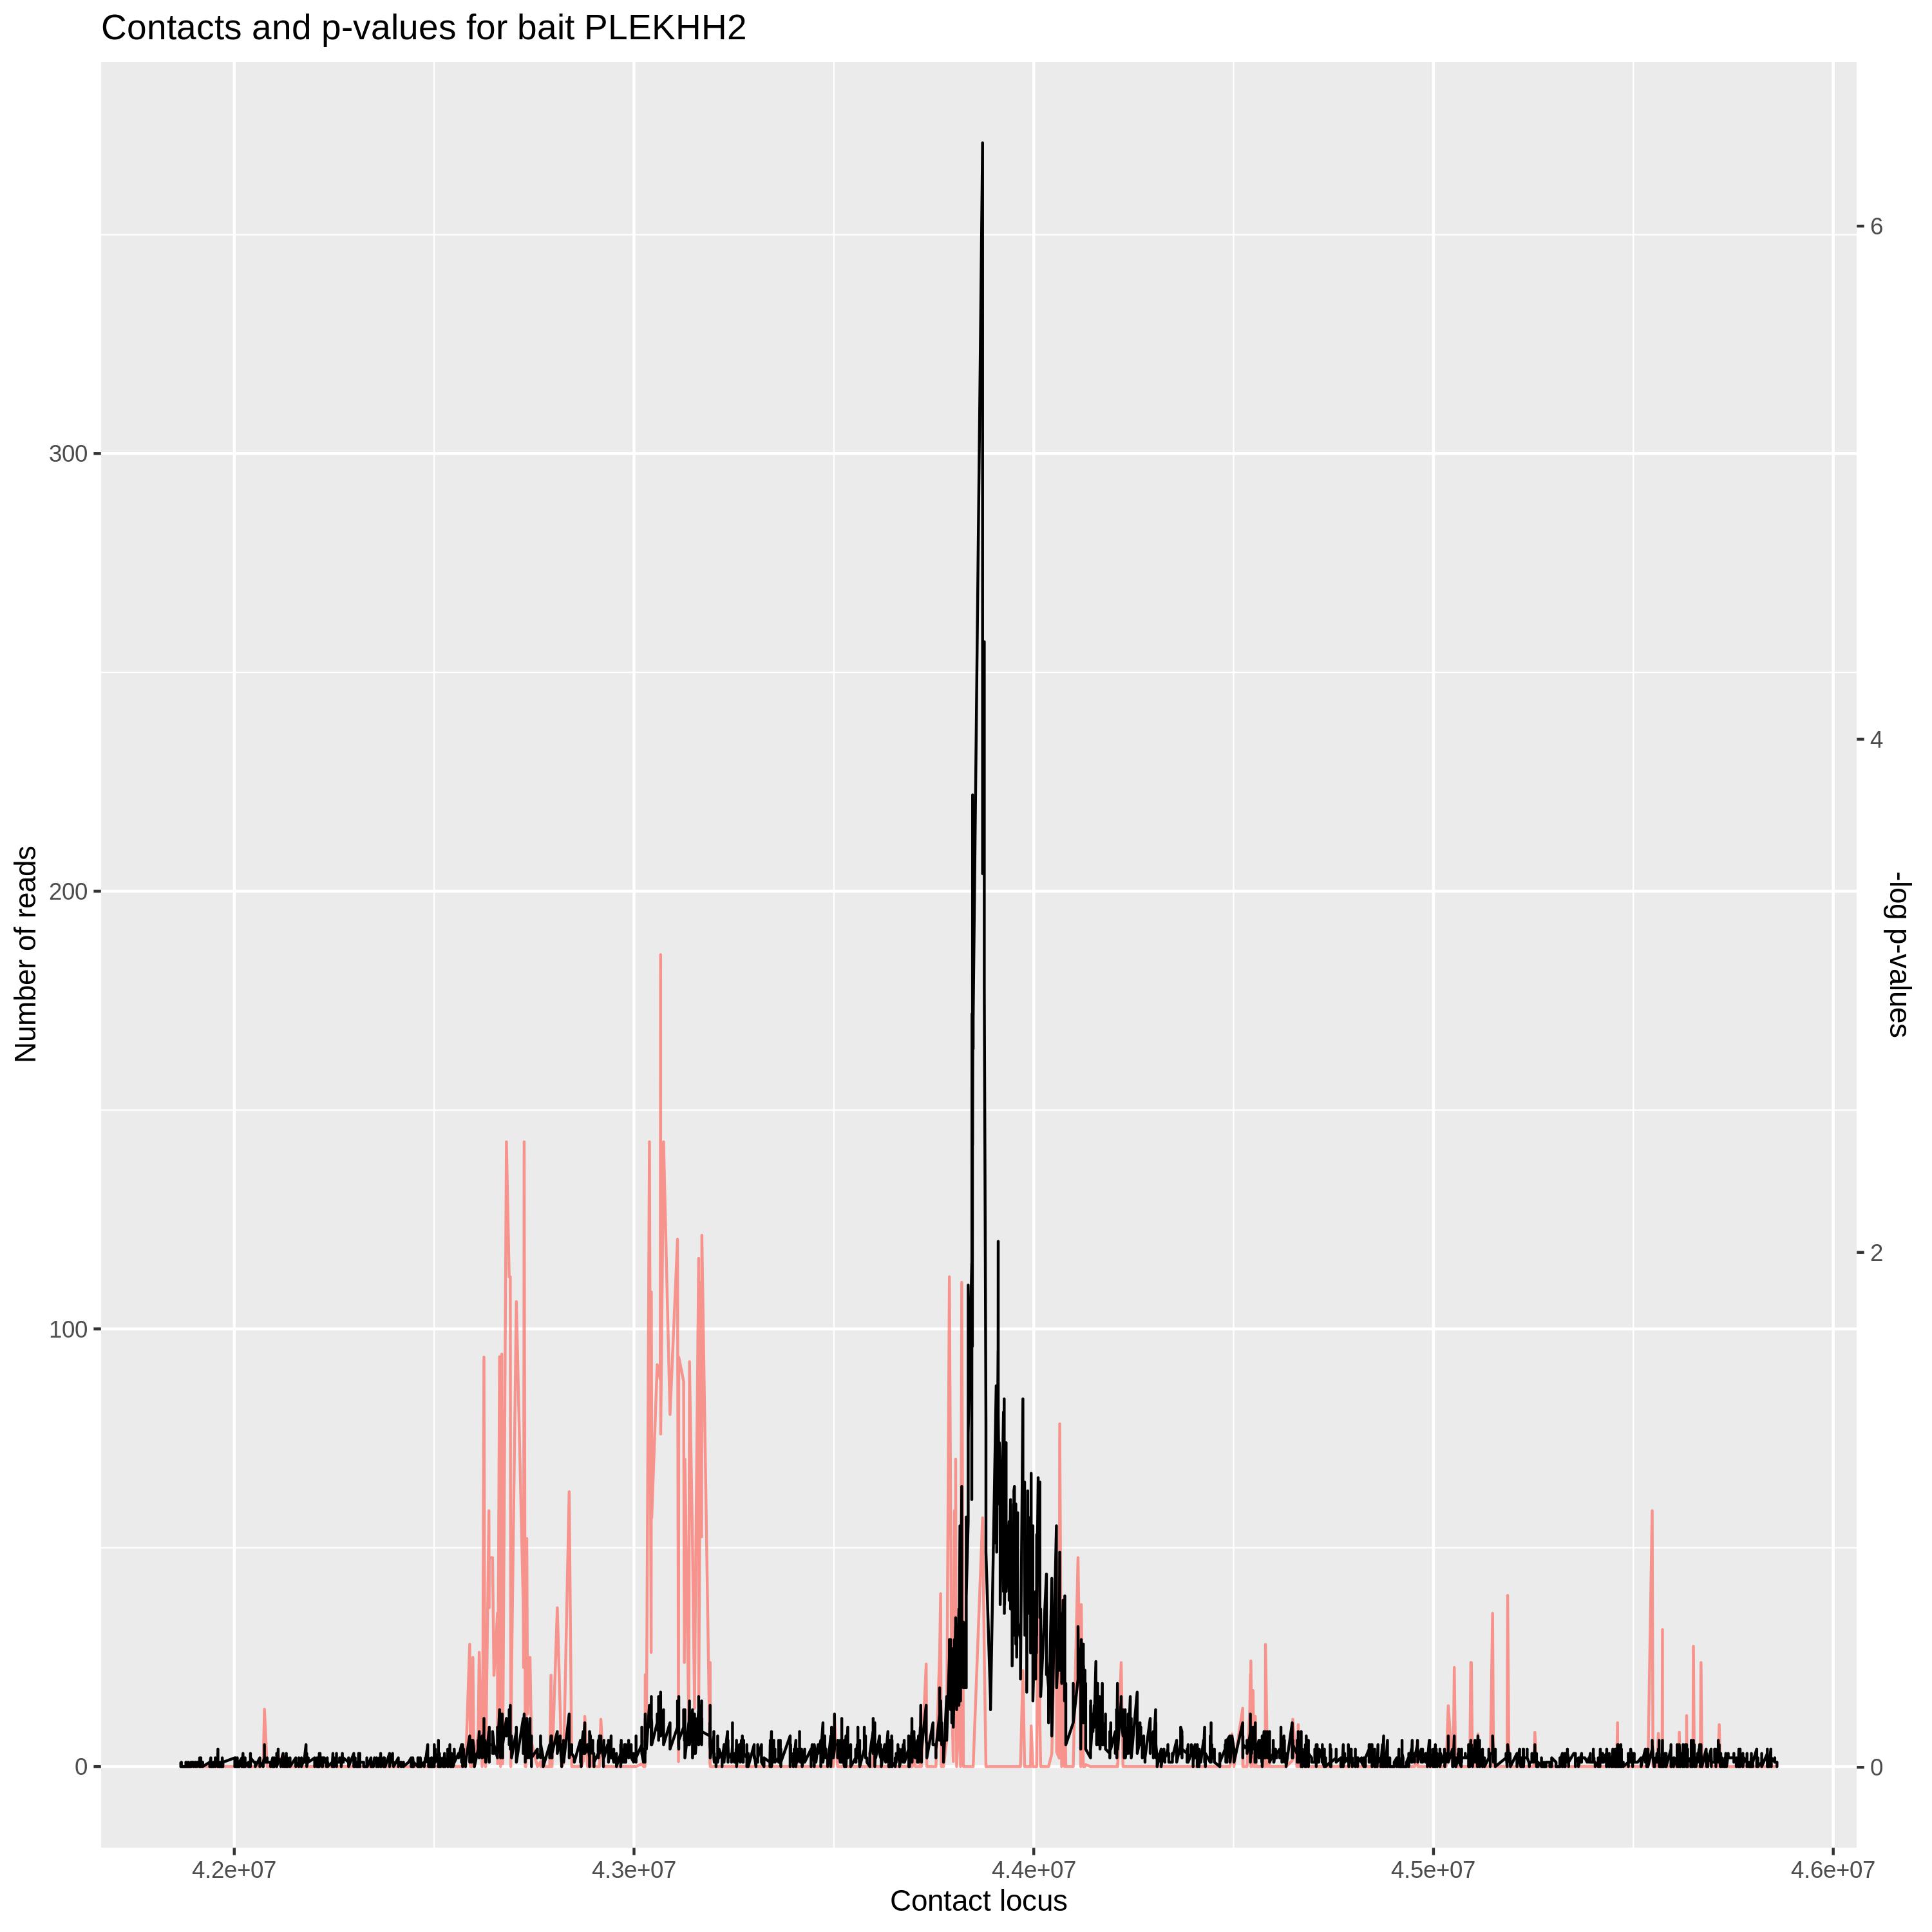 Contacts and p-values for bait PLEKHH2
Number of reads
300
200
100
0
6
4
2
0
-log p-values
4.2e+07
4.3e+07
4.4e+07
4.5e+07
4.6e+07
Contact locus